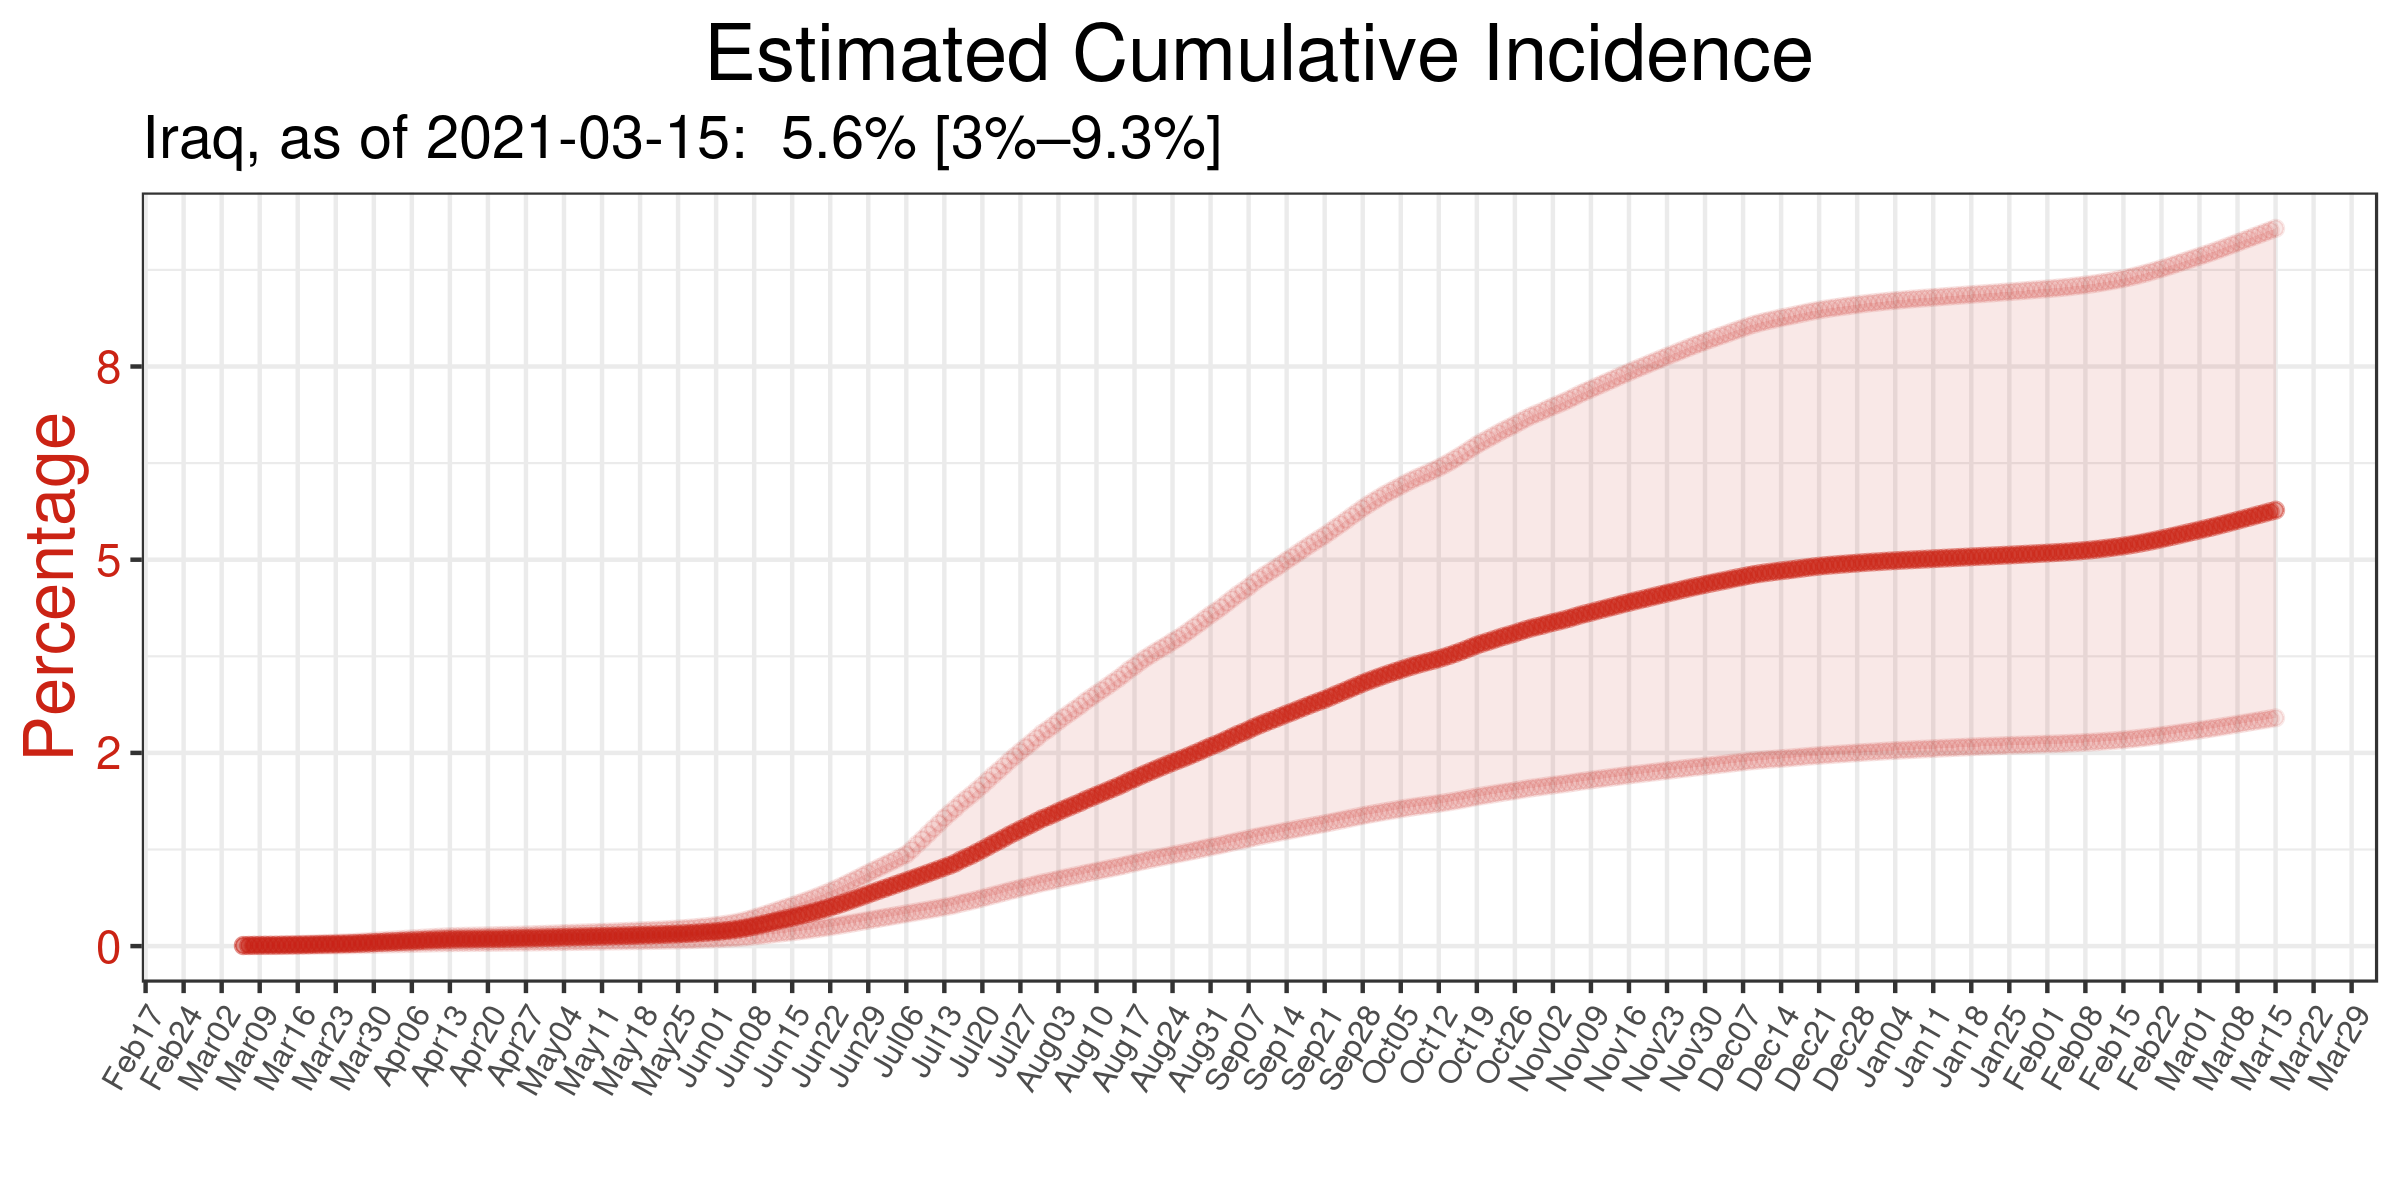 Estimated Cumulative Incidence
Iraq, as of 2021-03-15:  5.6% [3%–9.3%]
Percentage
8
5
2
0
Feb17
Feb24
Mar02
Mar09
Mar16
Mar23
Mar30
Apr06
Apr13
Apr20
Apr27
May04
May11
May18
May25
Jun01
Jun08
Jun15
Jun22
Jun29
Jul06
Jul13
Jul20
Jul27
Aug03
Aug10
Aug17
Aug24
Aug31
Sep07
Sep14
Sep21
Sep28
Oct05
Oct12
Oct19
Oct26
Nov02
Nov09
Nov16
Nov23
Nov30
Dec07
Dec14
Dec21
Dec28
Jan04
Jan11
Jan18
Jan25
Feb01
Feb08
Feb15
Feb22
Mar01
Mar08
Mar15
Mar22
Mar29